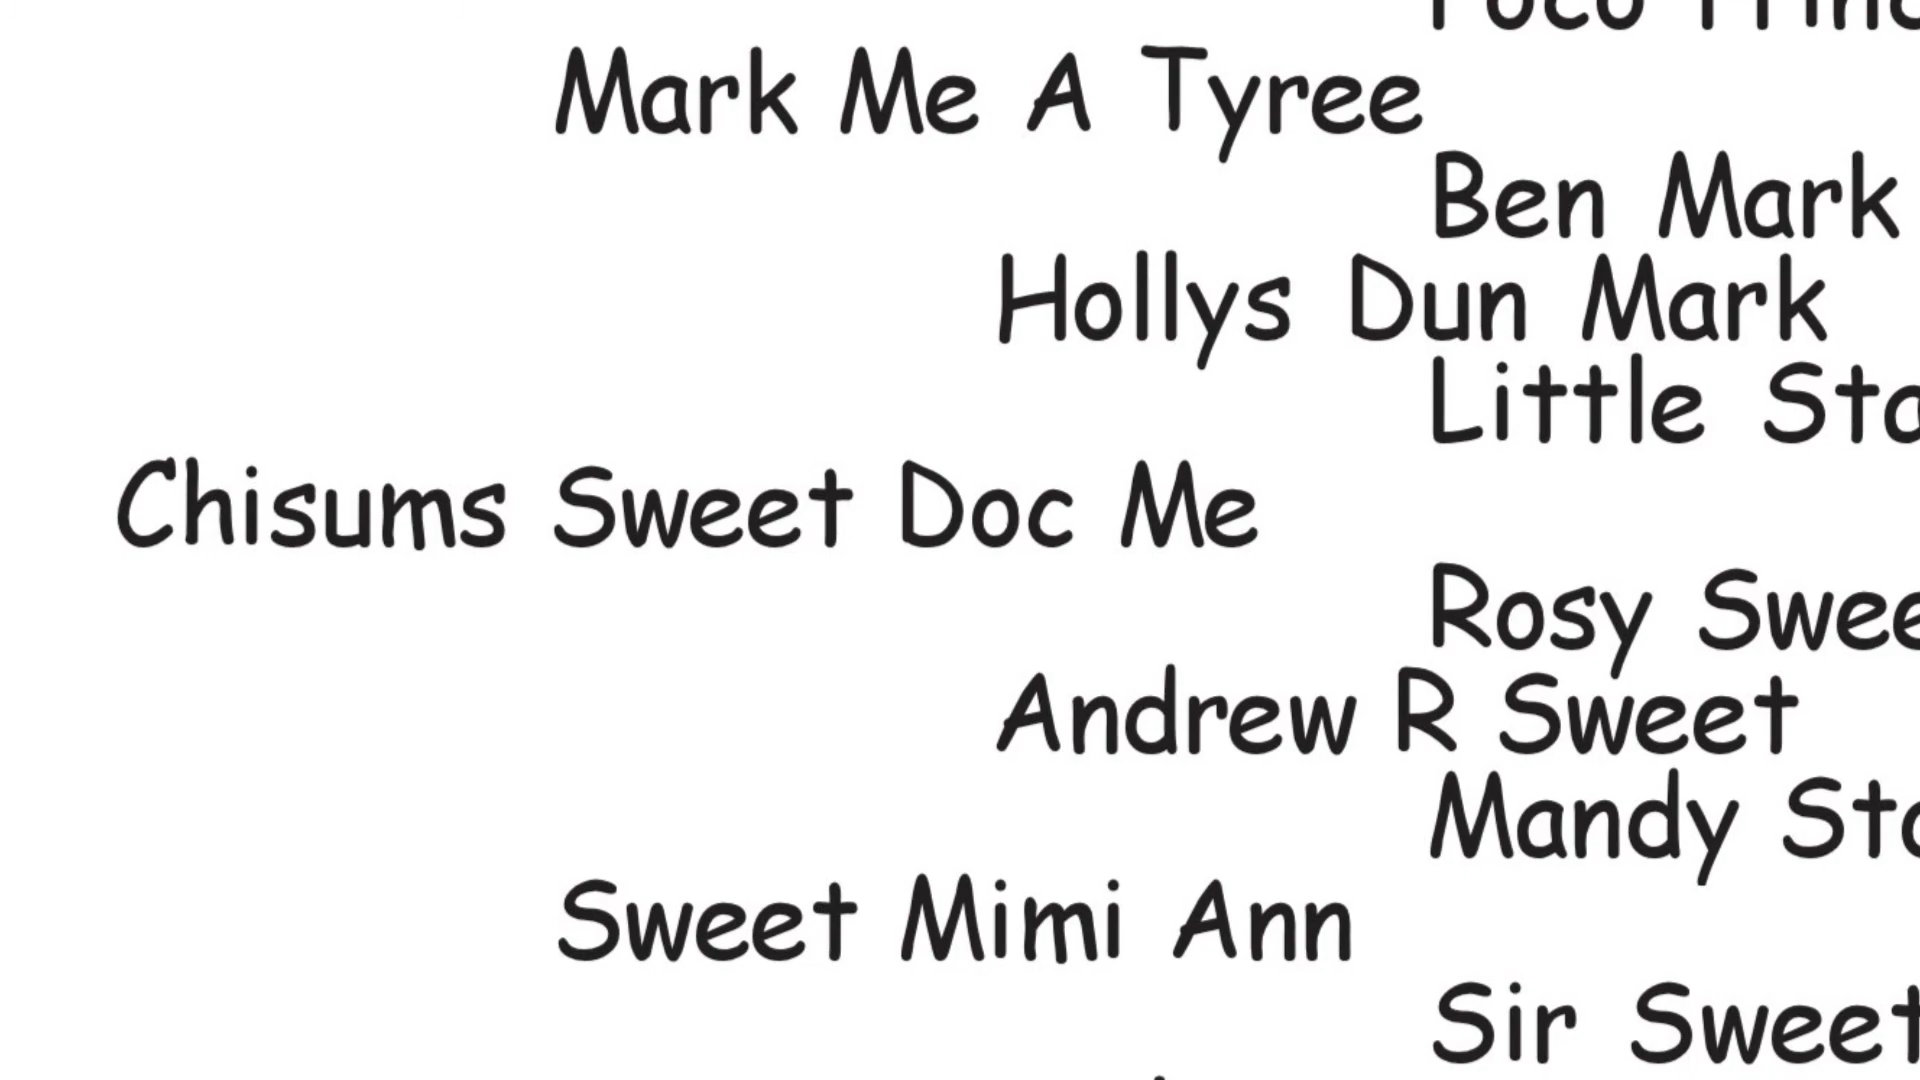 Mark Me A Tyree
Ben Mark
Hollys Dun Mark
Little
Chisums Sweet Doc Me
Rosy
Andrew R Sweet
Mandy
Sweet Mimi Ann
Sir Sweet